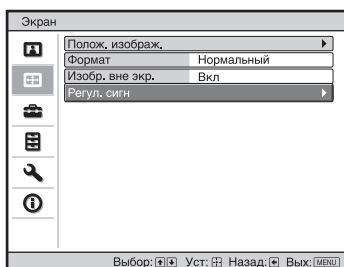 Экран
Полож. изображ.
Формат Нормальный
Изобр. вне экр. Вкл
Регул. сигн
Выбор: Уст: Назад: Вых: MENU